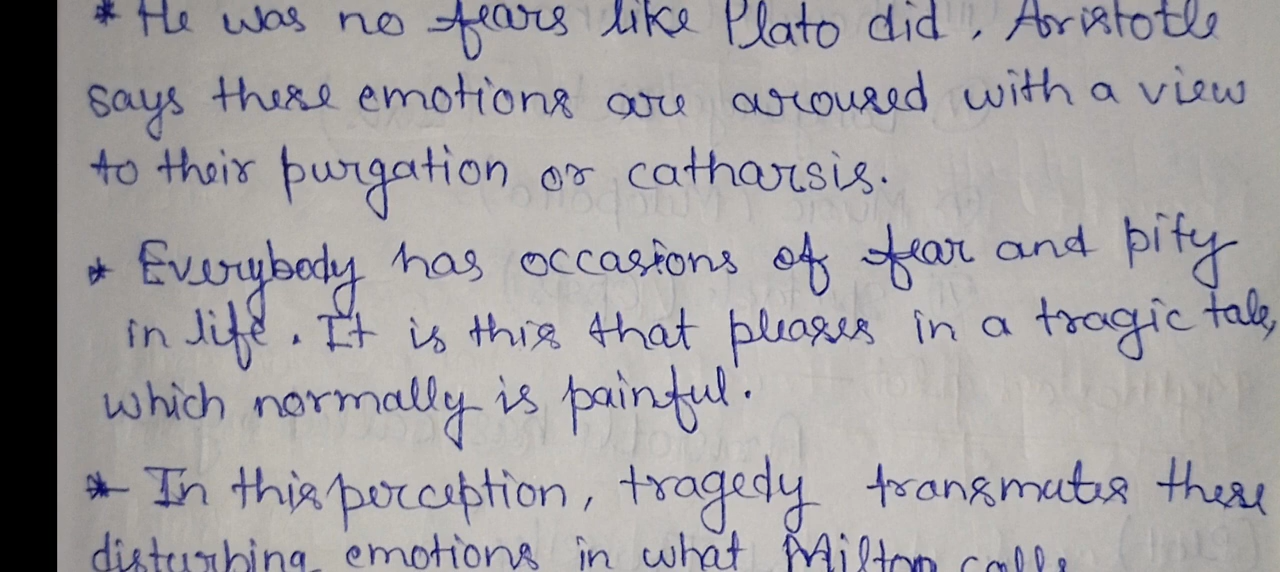 * He was no fears like Plato did. Aristotle
says these emotions are aroused with a view
to their purgation or catharsis.
* Everybody has occasions of fear and pity
in life. It is this that pleases in a tragic tale,
which normally is painful.
* In this perception, tragedy transmutes these
disturbing emotions in what Milton calls